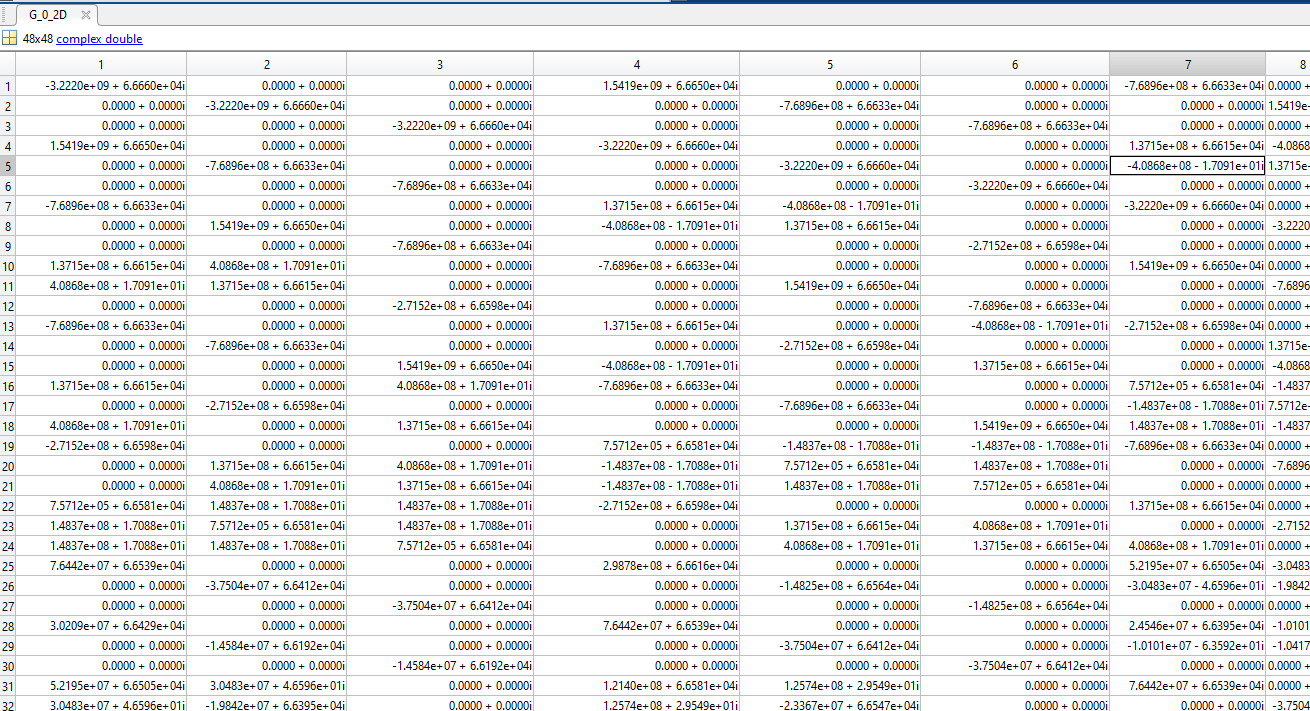 G_0_2D
48x48 complex double
1 2 3 4 5 6 7 8
1 -3.2220e+09 + 6.6660e+04i 0.0000 + 0.0000i 0.0000 + 0.0000i 1.5419e+09 + 6.6650e+04i 0.0000 + 0.0000i 0.0000 + 0.0000i -7.6896e+08 + 6.6633e+04i 0.0000 +
2 0.0000 + 0.0000i -3.2220e+09 + 6.6660e+04i 0.0000 + 0.0000i 0.0000 + 0.0000i -7.6896e+08 + 6.6633e+04i 0.0000 + 0.0000i 0.0000 + 0.0000i 1.5419e+
3 0.0000 + 0.0000i 0.0000 + 0.0000i -3.2220e+09 + 6.6660e+04i 0.0000 + 0.0000i 0.0000 + 0.0000i -7.6896e+08 + 6.6633e+04i 0.0000 + 0.0000i 0.0000 +
4 1.5419e+09 + 6.6650e+04i 0.0000 + 0.0000i 0.0000 + 0.0000i -3.2220e+09 + 6.6660e+04i 0.0000 + 0.0000i 0.0000 + 0.0000i 1.3715e+08 + 6.6615e+04i -4.0868
5 0.0000 + 0.0000i -7.6896e+08 + 6.6633e+04i 0.0000 + 0.0000i 0.0000 + 0.0000i -3.2220e+09 + 6.6660e+04i 0.0000 + 0.0000i -4.0868e+08 - 1.7091e+01i 1.3715e+
6 0.0000 + 0.0000i 0.0000 + 0.0000i -7.6896e+08 + 6.6633e+04i 0.0000 + 0.0000i 0.0000 + 0.0000i -3.2220e+09 + 6.6660e+04i 0.0000 + 0.0000i 0.0000 +
7 -7.6896e+08 + 6.6633e+04i 0.0000 + 0.0000i 0.0000 + 0.0000i 1.3715e+08 + 6.6615e+04i -4.0868e+08 - 1.7091e+01i 0.0000 + 0.0000i -3.2220e+09 + 6.6660e+04i 0.0000 +
8 0.0000 + 0.0000i 1.5419e+09 + 6.6650e+04i 0.0000 + 0.0000i -4.0868e+08 - 1.7091e+01i 1.3715e+08 + 6.6615e+04i 0.0000 + 0.0000i 0.0000 + 0.0000i -3.2220
9 0.0000 + 0.0000i 0.0000 + 0.0000i -7.6896e+08 + 6.6633e+04i 0.0000 + 0.0000i 0.0000 + 0.0000i -2.7152e+08 + 6.6598e+04i 0.0000 + 0.0000i 0.0000 +
10 1.3715e+08 + 6.6615e+04i 4.0868e+08 + 1.7091e+01i 0.0000 + 0.0000i -7.6896e+08 + 6.6633e+04i 0.0000 + 0.0000i 0.0000 + 0.0000i 1.5419e+09 + 6.6650e+04i 0.0000 +
11 4.0868e+08 + 1.7091e+01i 1.3715e+08 + 6.6615e+04i 0.0000 + 0.0000i 0.0000 + 0.0000i 1.5419e+09 + 6.6650e+04i 0.0000 + 0.0000i 0.0000 + 0.0000i -7.6896
12 0.0000 + 0.0000i 0.0000 + 0.0000i -2.7152e+08 + 6.6598e+04i 0.0000 + 0.0000i 0.0000 + 0.0000i -7.6896e+08 + 6.6633e+04i 0.0000 + 0.0000i 0.0000 +
13 -7.6896e+08 + 6.6633e+04i 0.0000 + 0.0000i 0.0000 + 0.0000i 1.3715e+08 + 6.6615e+04i 0.0000 + 0.0000i -4.0868e+08 - 1.7091e+01i -2.7152e+08 + 6.6598e+04i 0.0000 +
14 0.0000 + 0.0000i -7.6896e+08 + 6.6633e+04i 0.0000 + 0.0000i 0.0000 + 0.0000i -2.7152e+08 + 6.6598e+04i 0.0000 + 0.0000i 0.0000 + 0.0000i 1.3715e+
15 0.0000 + 0.0000i 0.0000 + 0.0000i 1.5419e+09 + 6.6650e+04i -4.0868e+08 - 1.7091e+01i 0.0000 + 0.0000i 1.3715e+08 + 6.6615e+04i 0.0000 + 0.0000i -4.0868
16 1.3715e+08 + 6.6615e+04i 0.0000 + 0.0000i 4.0868e+08 + 1.7091e+01i -7.6896e+08 + 6.6633e+04i 0.0000 + 0.0000i 0.0000 + 0.0000i 7.5712e+05 + 6.6581e+04i -1.4837
17 0.0000 + 0.0000i -2.7152e+08 + 6.6598e+04i 0.0000 + 0.0000i 0.0000 + 0.0000i -7.6896e+08 + 6.6633e+04i 0.0000 + 0.0000i -1.4837e+08 - 1.7088e+01i 7.5712e+
18 4.0868e+08 + 1.7091e+01i 0.0000 + 0.0000i 1.3715e+08 + 6.6615e+04i 0.0000 + 0.0000i 0.0000 + 0.0000i 1.5419e+09 + 6.6650e+04i 1.4837e+08 + 1.7088e+01i -1.4837
19 -2.7152e+08 + 6.6598e+04i 0.0000 + 0.0000i 0.0000 + 0.0000i 7.5712e+05 + 6.6581e+04i -1.4837e+08 - 1.7088e+01i -1.4837e+08 - 1.7088e+01i -7.6896e+08 + 6.6633e+04i 0.0000 +
20 0.0000 + 0.0000i 1.3715e+08 + 6.6615e+04i 4.0868e+08 + 1.7091e+01i -1.4837e+08 - 1.7088e+01i 7.5712e+05 + 6.6581e+04i 1.4837e+08 + 1.7088e+01i 0.0000 + 0.0000i -7.6896
21 0.0000 + 0.0000i 4.0868e+08 + 1.7091e+01i 1.3715e+08 + 6.6615e+04i -1.4837e+08 - 1.7088e+01i 1.4837e+08 + 1.7088e+01i 7.5712e+05 + 6.6581e+04i 0.0000 + 0.0000i 0.0000 +
22 7.5712e+05 + 6.6581e+04i 1.4837e+08 + 1.7088e+01i 1.4837e+08 + 1.7088e+01i -2.7152e+08 + 6.6598e+04i 0.0000 + 0.0000i 0.0000 + 0.0000i 1.3715e+08 + 6.6615e+04i 0.0000 +
23 1.4837e+08 + 1.7088e+01i 7.5712e+05 + 6.6581e+04i 1.4837e+08 + 1.7088e+01i 0.0000 + 0.0000i 1.3715e+08 + 6.6615e+04i 4.0868e+08 + 1.7091e+01i 0.0000 + 0.0000i -2.7152
24 1.4837e+08 + 1.7088e+01i 1.4837e+08 + 1.7088e+01i 7.5712e+05 + 6.6581e+04i 0.0000 + 0.0000i 4.0868e+08 + 1.7091e+01i 1.3715e+08 + 6.6615e+04i 4.0868e+08 + 1.7091e+01i 0.0000 +
25 7.6442e+07 + 6.6539e+04i 0.0000 + 0.0000i 0.0000 + 0.0000i 2.9878e+08 + 6.6616e+04i 0.0000 + 0.0000i 0.0000 + 0.0000i 5.2195e+07 + 6.6505e+04i -3.0483
26 0.0000 + 0.0000i -3.7504e+07 + 6.6412e+04i 0.0000 + 0.0000i 0.0000 + 0.0000i -1.4825e+08 + 6.6564e+04i 0.0000 + 0.0000i -3.0483e+07 - 4.6596e+01i -1.9842
27 0.0000 + 0.0000i 0.0000 + 0.0000i -3.7504e+07 + 6.6412e+04i 0.0000 + 0.0000i 0.0000 + 0.0000i -1.4825e+08 + 6.6564e+04i 0.0000 + 0.0000i 0.0000 +
28 3.0209e+07 + 6.6429e+04i 0.0000 + 0.0000i 0.0000 + 0.0000i 7.6442e+07 + 6.6539e+04i 0.0000 + 0.0000i 0.0000 + 0.0000i 2.4546e+07 + 6.6395e+04i -1.0101
29 0.0000 + 0.0000i -1.4584e+07 + 6.6192e+04i 0.0000 + 0.0000i 0.0000 + 0.0000i -3.7504e+07 + 6.6412e+04i 0.0000 + 0.0000i -1.0101e+07 - 6.3592e+01i -1.0417
30 0.0000 + 0.0000i 0.0000 + 0.0000i -1.4584e+07 + 6.6192e+04i 0.0000 + 0.0000i 0.0000 + 0.0000i -3.7504e+07 + 6.6412e+04i 0.0000 + 0.0000i 0.0000 +
31 5.2195e+07 + 6.6505e+04i 3.0483e+07 + 4.6596e+01i 0.0000 + 0.0000i 1.2140e+08 + 6.6581e+04i 1.2574e+08 + 2.9549e+01i 0.0000 + 0.0000i 7.6442e+07 + 6.6539e+04i 0.0000 +
32 3.0483e+07 + 4.6596e+01i -1.9842e+07 + 6.6395e+04i 0.0000 + 0.0000i 1.2574e+08 + 2.9549e+01i -2.3367e+07 + 6.6547e+04i 0.0000 + 0.0000i 0.0000 + 0.0000i -3.7504